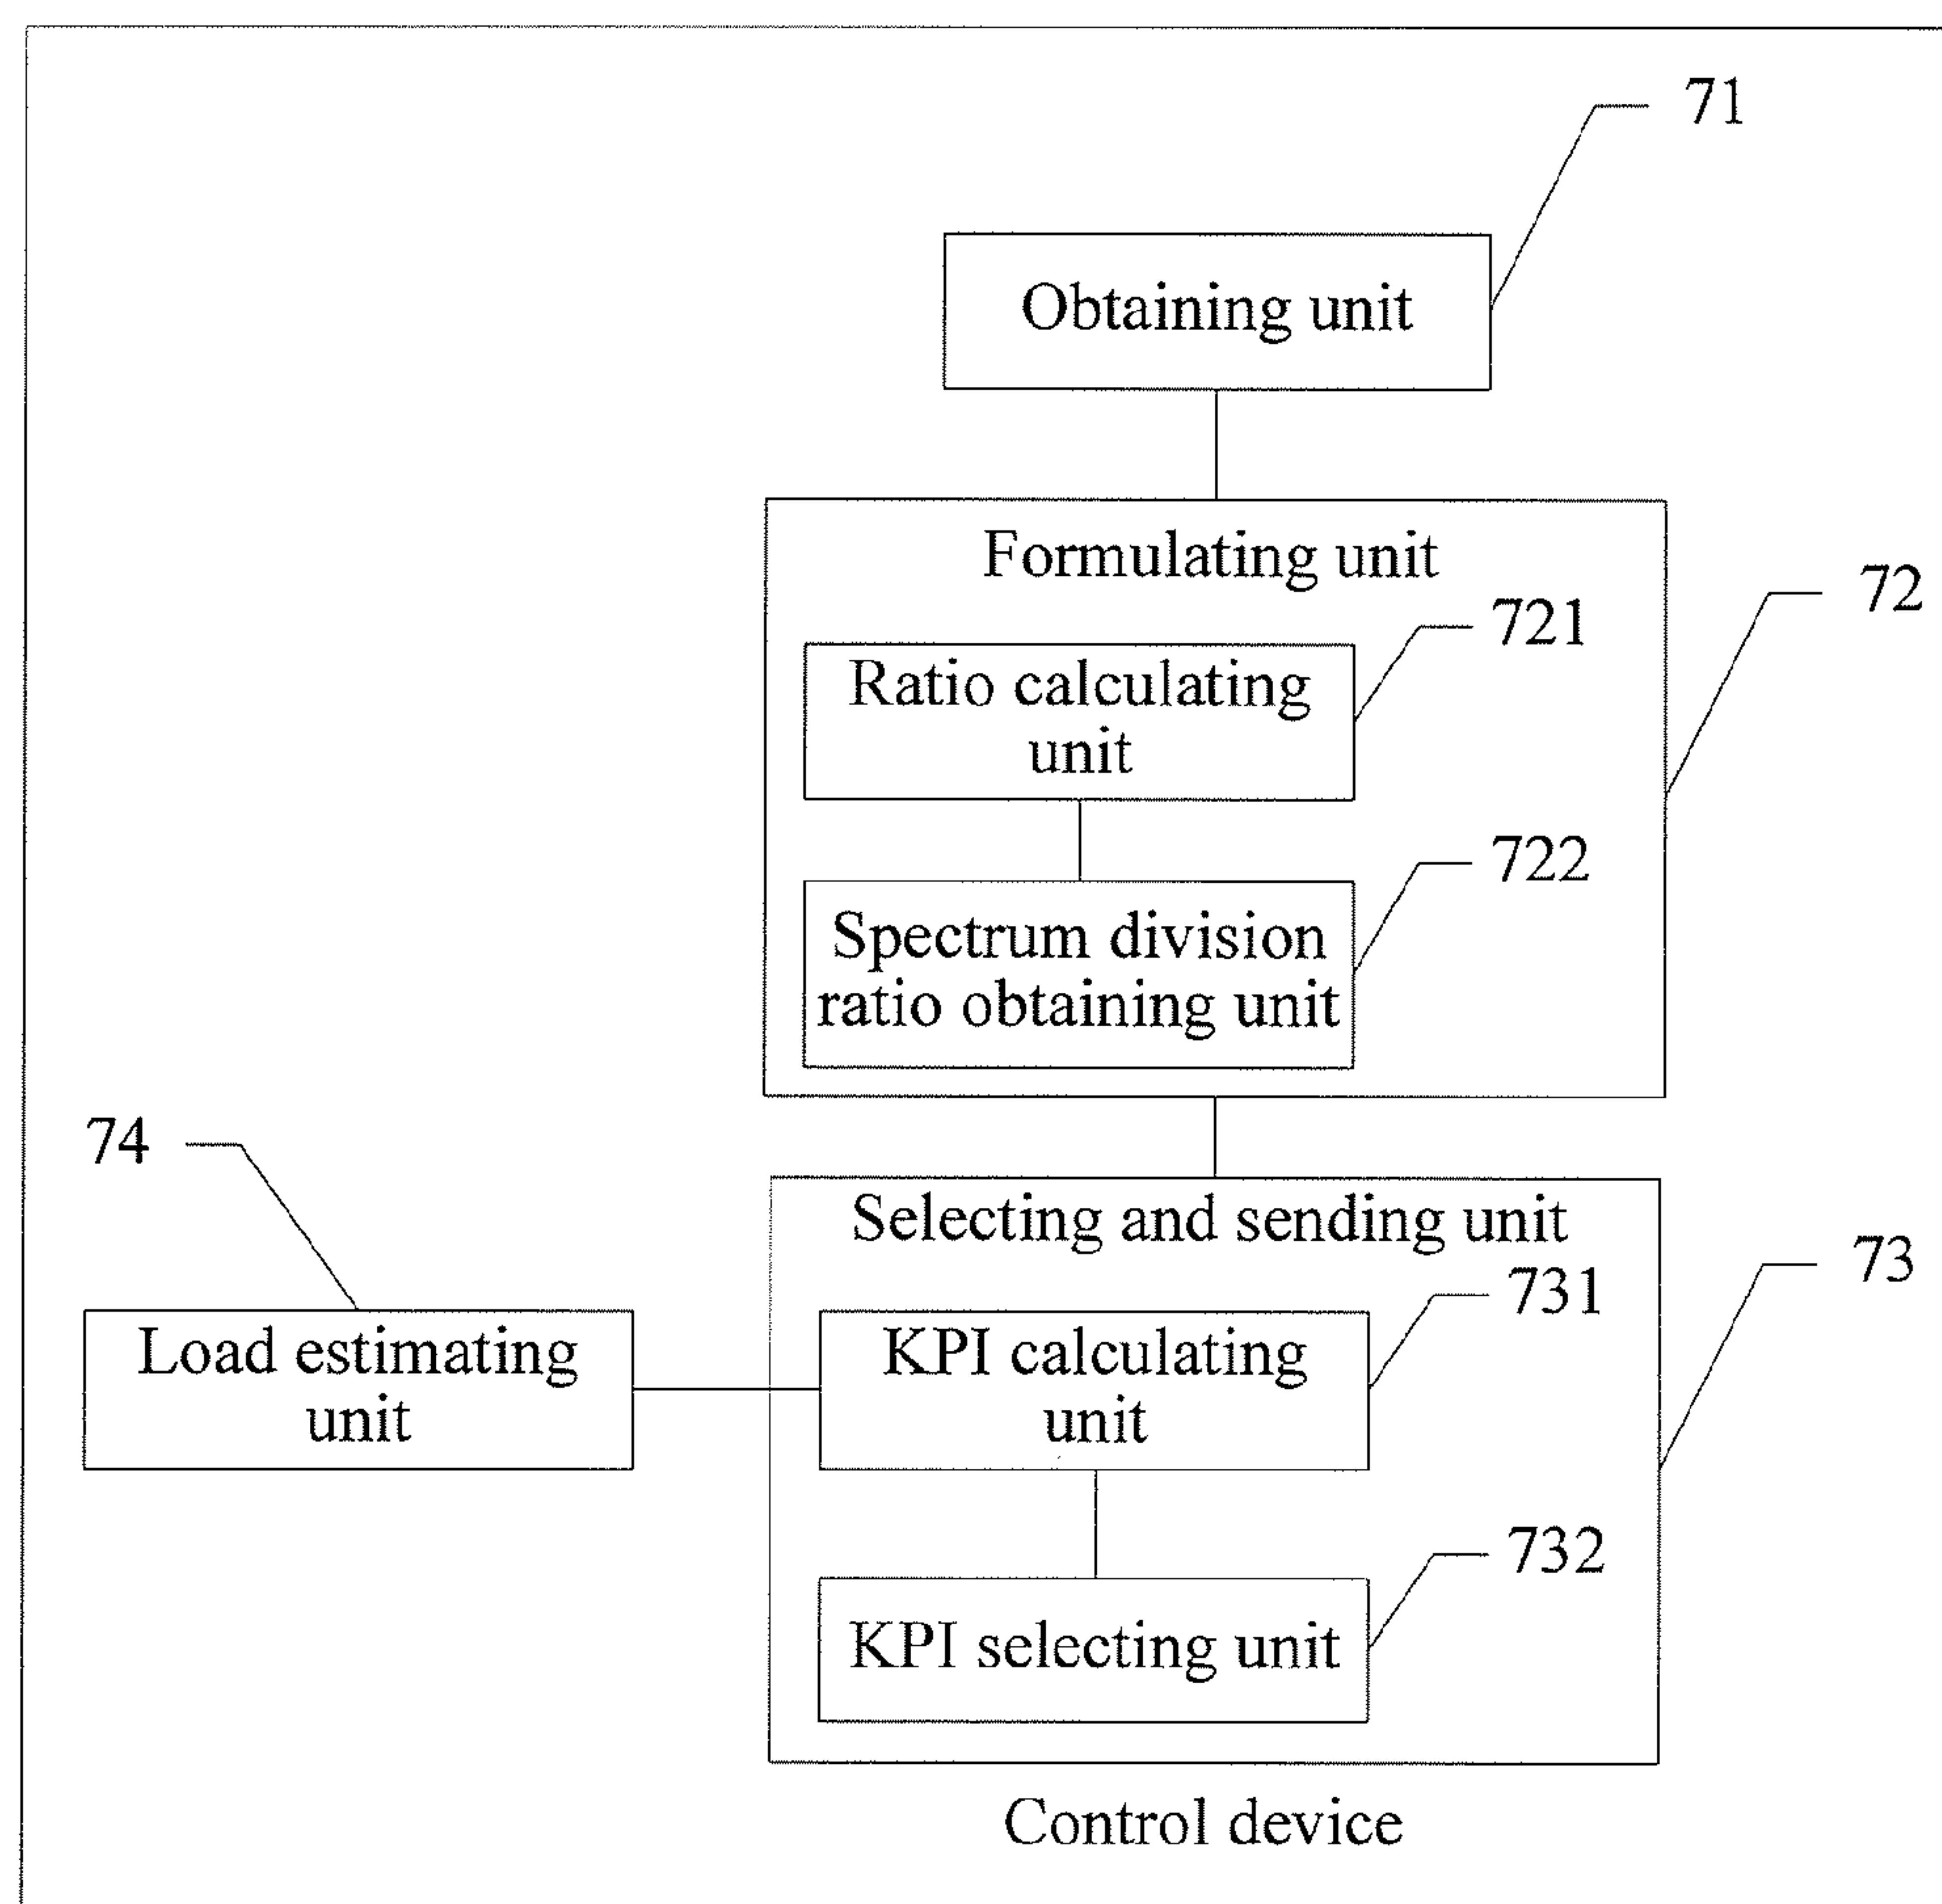 71
Obtaining unit
Formulating unit
72
721
Ratio calculating
unit
722
Spectrum division
ratio obtaining unit
74
Selecting and sending unit
73
731
Load estimating
unit
KPI calculating
unit
732
KPI selecting unit
Control device